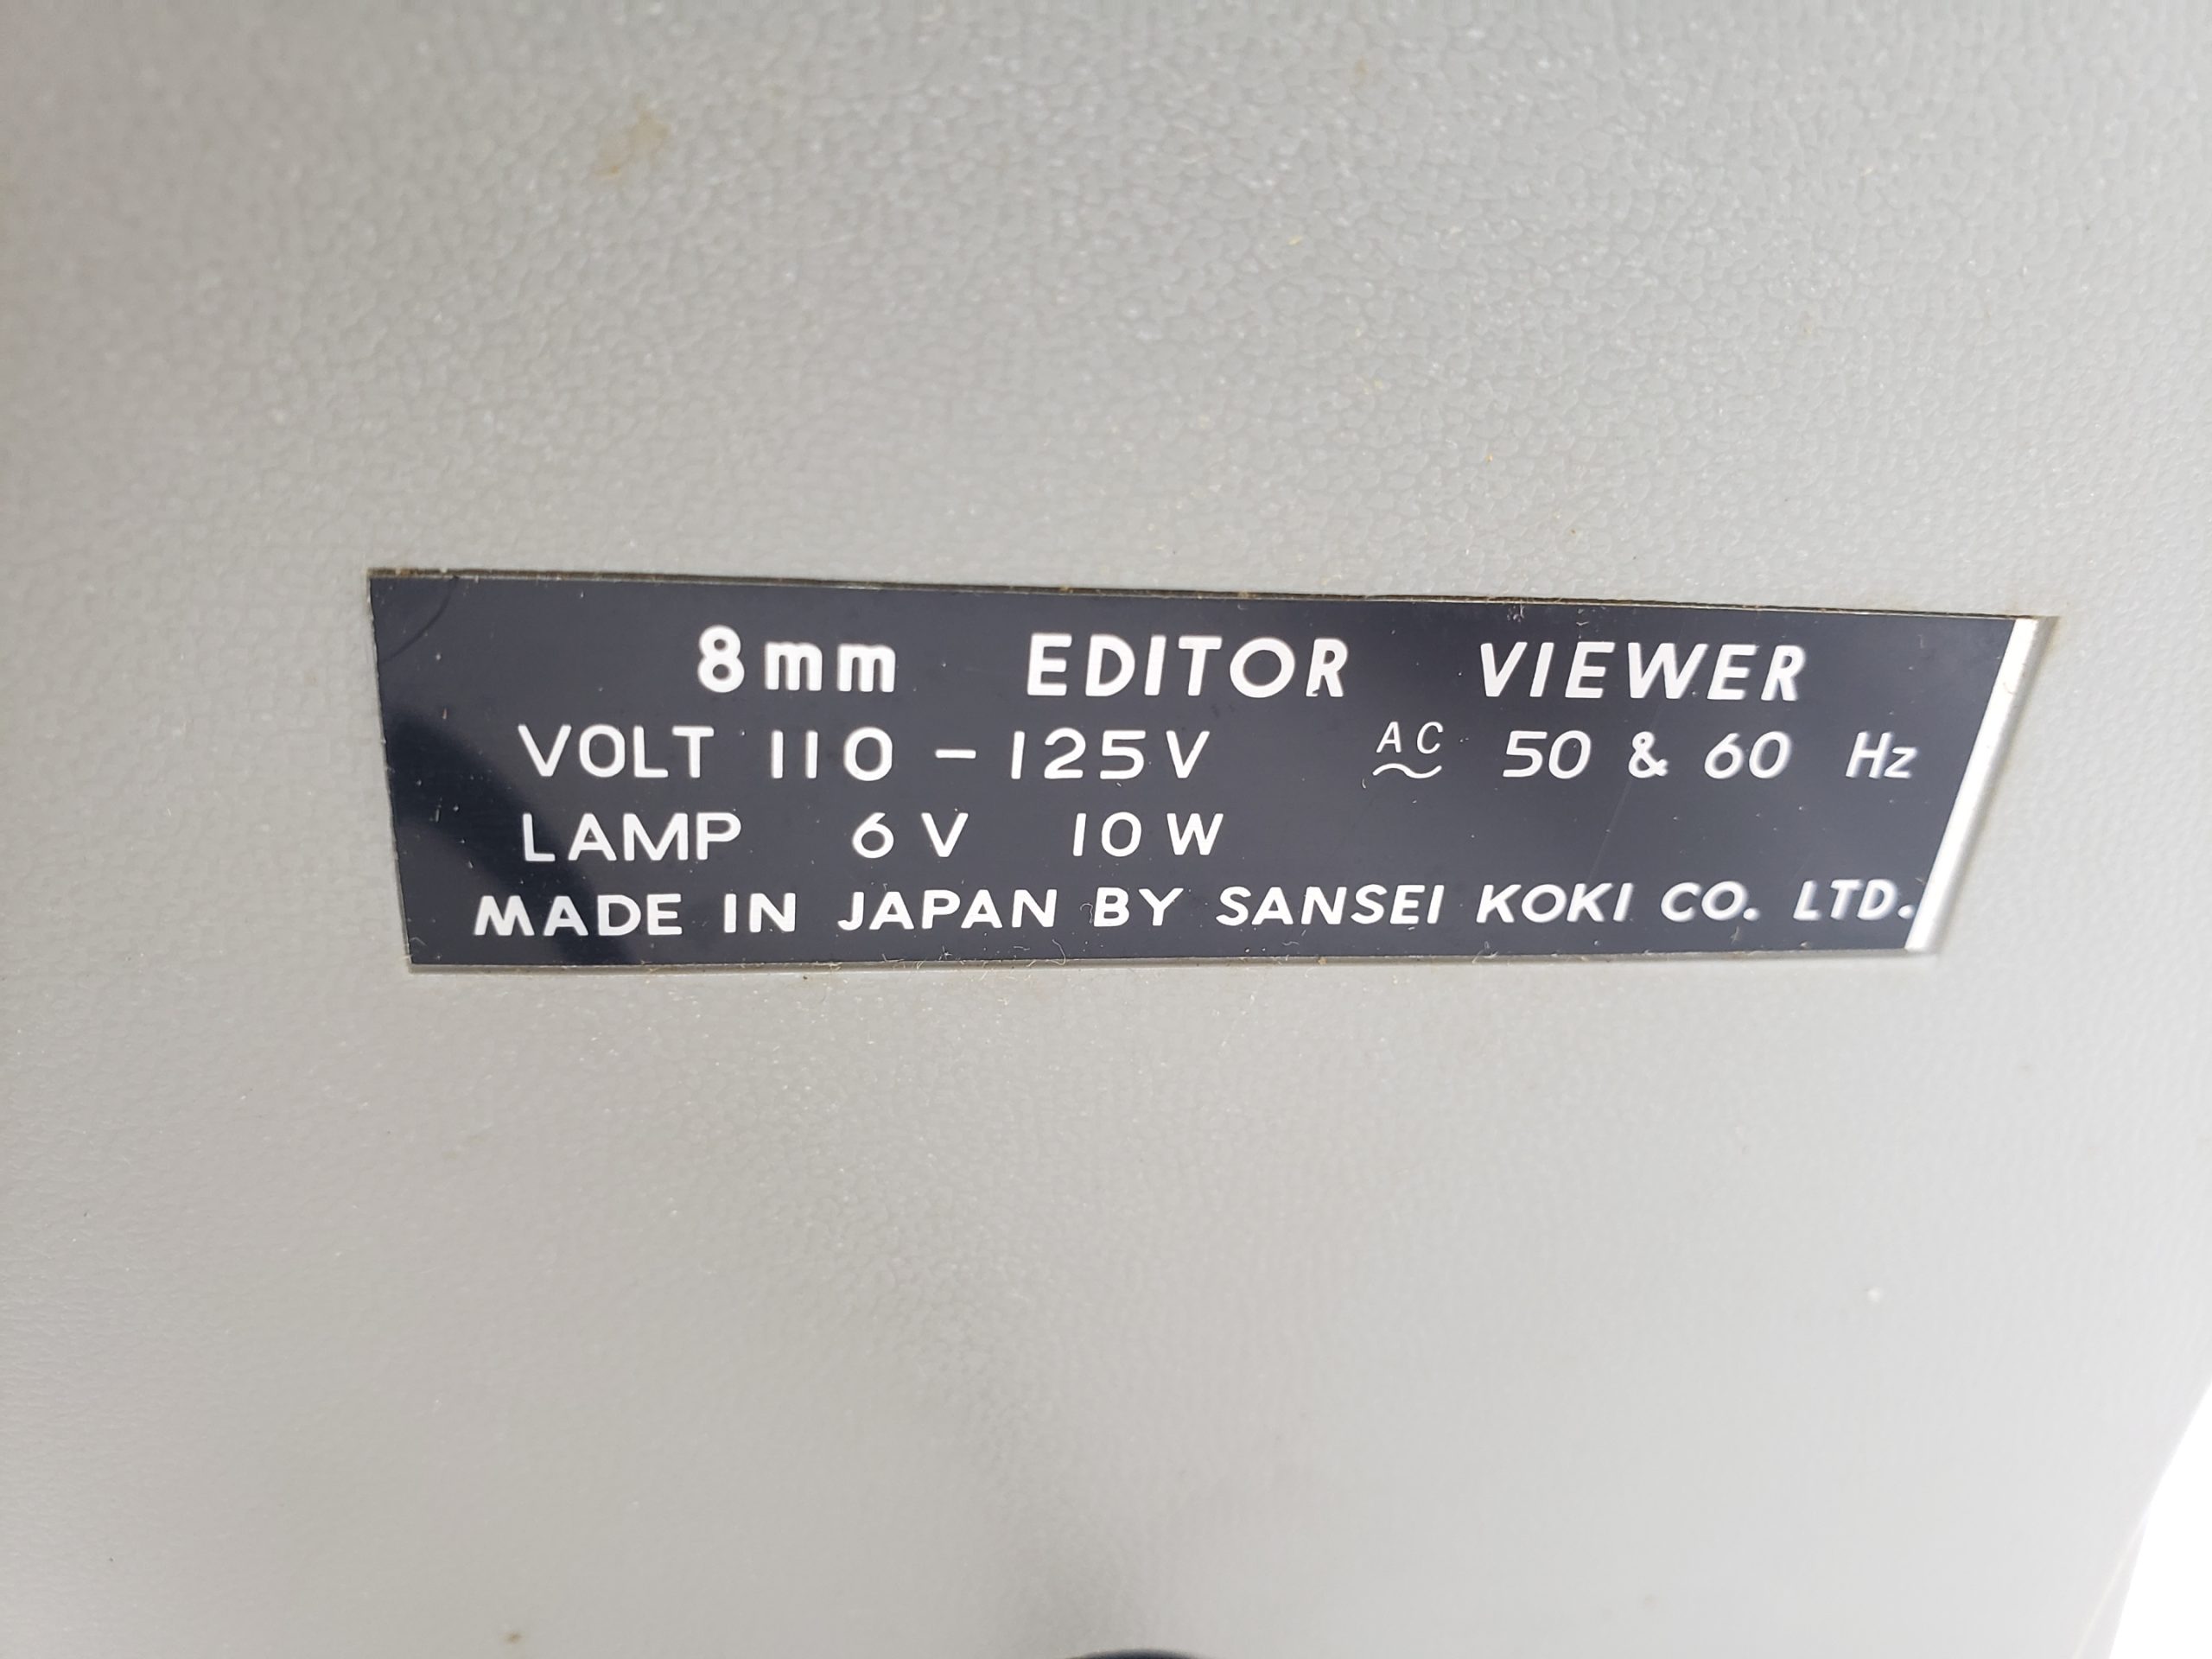 8mm EDITOR VIEWER
VOLT 110 - 125V AC ~ 50 & 60 Hz
LAMP 6V 10W
MADE IN JAPAN BY SANSEI KOKI CO. LTD.